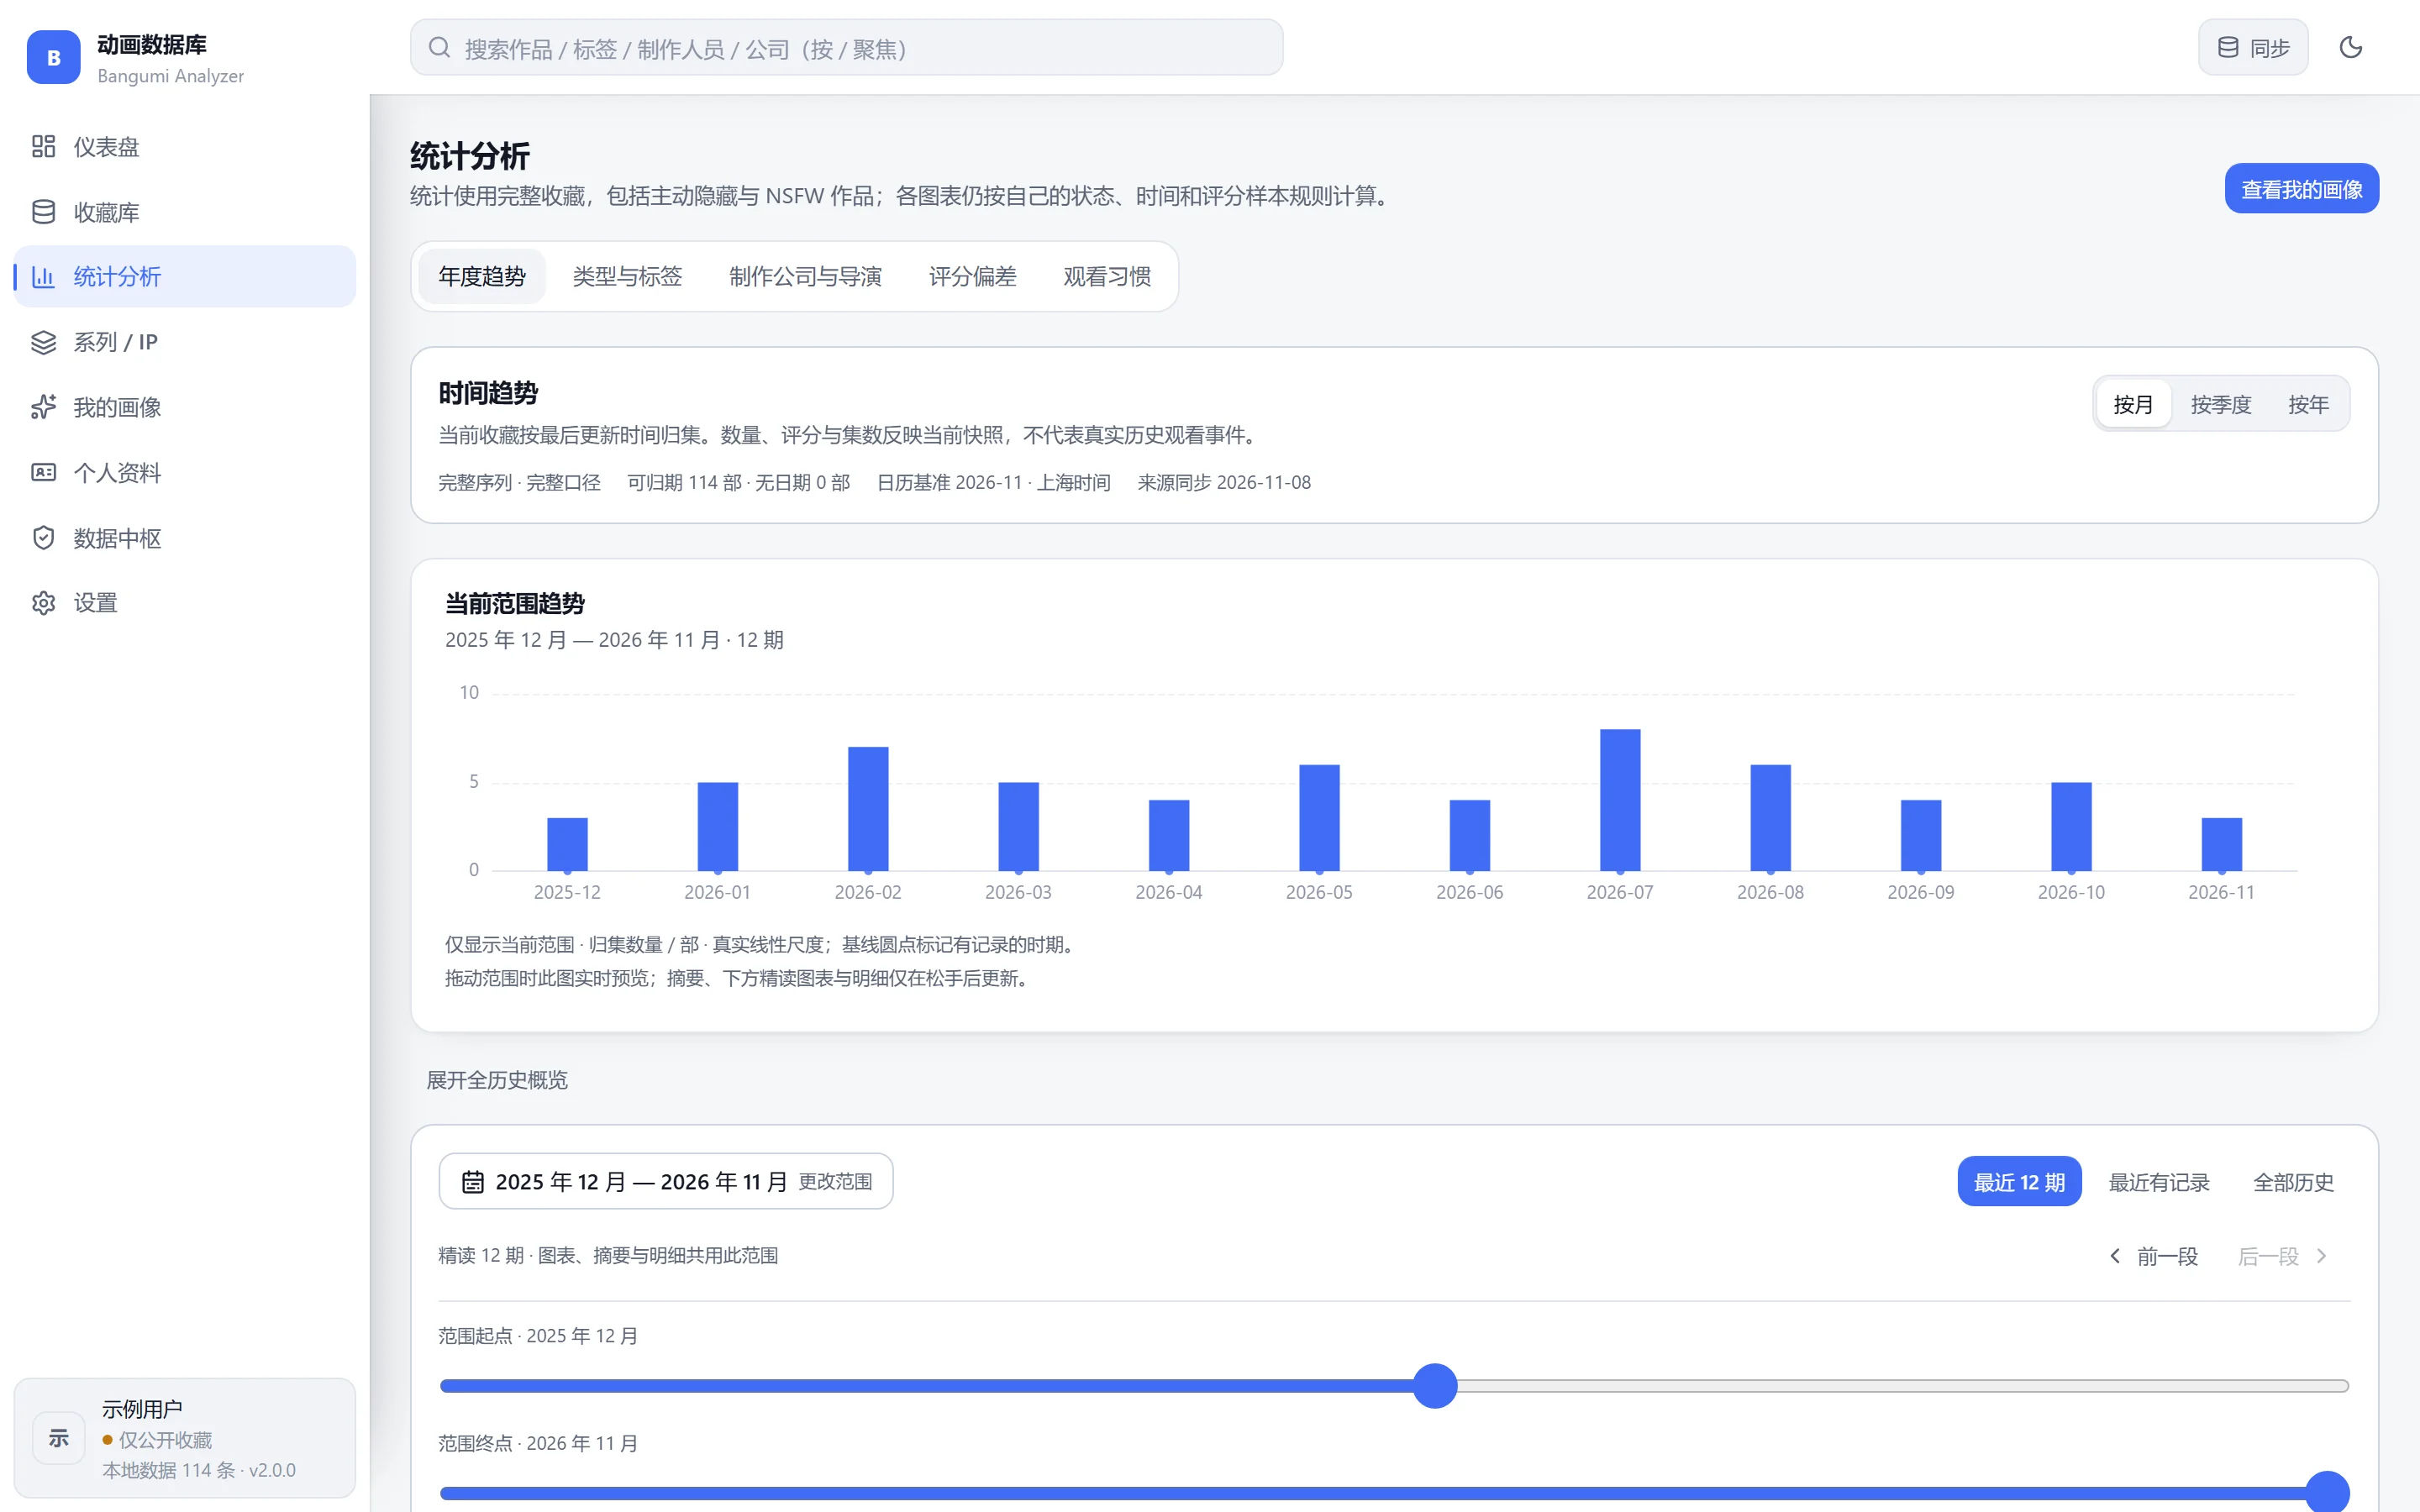 B
动画数据库
Bangumi Analyzer
仪表盘
收藏库
统计分析
系列 / IP
我的画像
个人资料
数据中枢
设置
示
示例用户
仅公开收藏
本地数据 114 条 · v2.0.0
搜索作品 / 标签 / 制作人员 / 公司（按 / 聚焦）
同步
统计分析
统计使用完整收藏，包括主动隐藏与 NSFW 作品；各图表仍按自己的状态、时间和评分样本规则计算。
查看我的画像
年度趋势 类型与标签 制作公司与导演 评分偏差 观看习惯
时间趋势
当前收藏按最后更新时间归集。数量、评分与集数反映当前快照，不代表真实历史观看事件。
完整序列 · 完整口径 可归期 114 部 · 无日期 0 部 日历基准 2026-11 · 上海时间 来源同步 2026-11-08
按月 按季度 按年
当前范围趋势
2025 年 12 月 — 2026 年 11 月 · 12 期
10
5
0
2025-12 2026-01 2026-02 2026-03 2026-04 2026-05 2026-06 2026-07 2026-08 2026-09 2026-10 2026-11
仅显示当前范围 · 归集数量 / 部 · 真实线性尺度；基线圆点标记有记录的时期。
拖动范围时此图实时预览；摘要、下方精读图表与明细仅在松手后更新。
展开全历史概览
2025 年 12 月 — 2026 年 11 月 更改范围
最近 12 期 最近有记录 全部历史
精读 12 期 · 图表、摘要与明细共用此范围
前一段 后一段
范围起点 · 2025 年 12 月
范围终点 · 2026 年 11 月